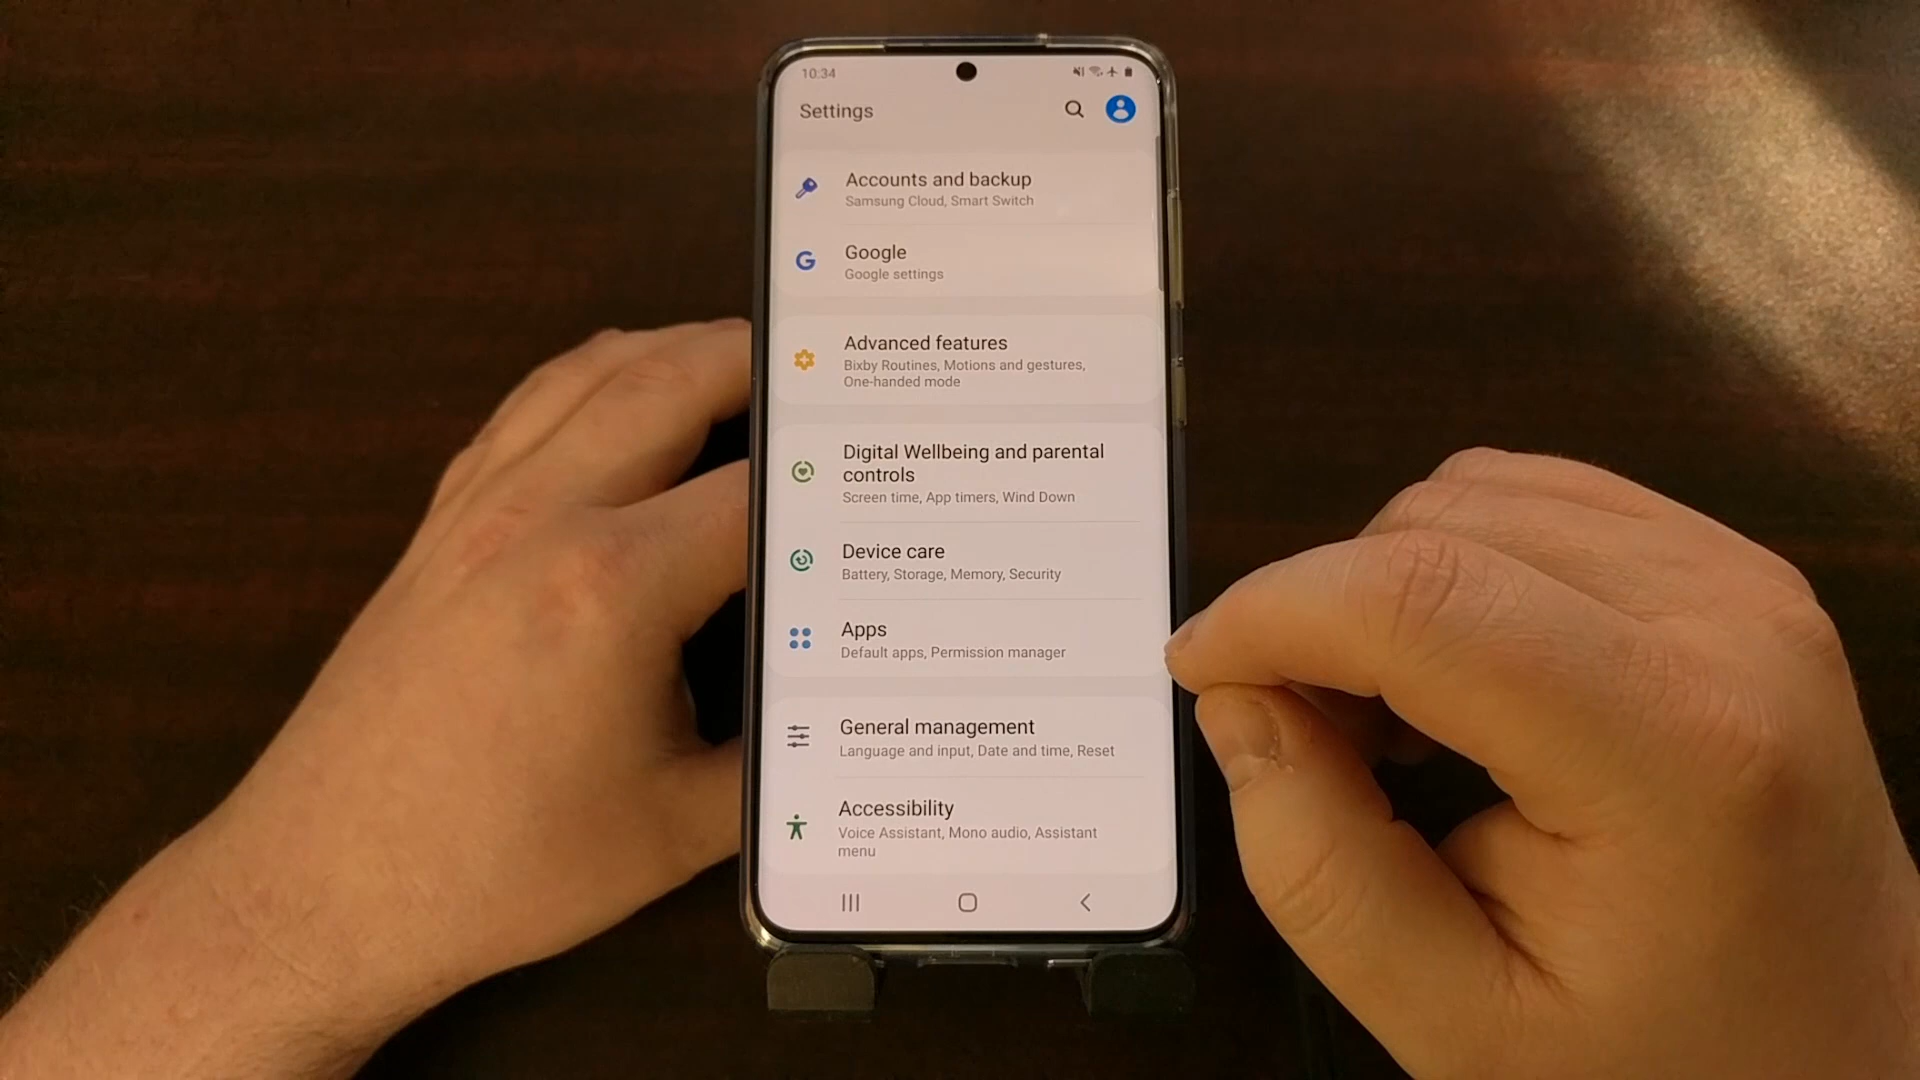 10:34
Settings
Accounts and backup
Samsung Cloud, Smart Switch
Google
Google settings
Advanced features
Bixby Routines, Motions and gestures,
One-handed mode
Digital Wellbeing and parental
controls
Screen time, App timers, Wind Down
Device care
Battery, Storage, Memory, Security
Apps
Default apps, Permission manager
General management
Language and input, Date and time, Reset
Accessibility
Voice Assistant, Mono audio, Assistant
menu